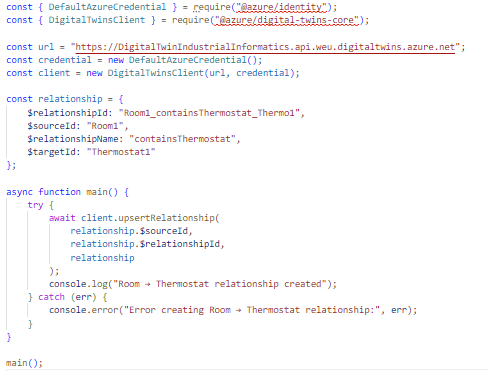 const { DefaultAzureCredential } = require("@azure/identity");
const { DigitalTwinsClient } = require("@azure/digital-twins-core");
const url = "https://DigitalTwinIndustrialInformatics.api.weu.digitaltwins.azure.net";
const credential = new DefaultAzureCredential();
const client = new DigitalTwinsClient(url, credential);
const relationship = {
    $relationshipId: "Room1_containsThermostat_Thermo1",
    $sourceId: "Room1",
    $relationshipName: "containsThermostat",
    $targetId: "Thermostat1"
};
async function main() {
    try {
        await client.upsertRelationship(
            relationship.$sourceId,
            relationship.$relationshipId,
            relationship
        );
        console.log("Room → Thermostat relationship created");
    } catch (err) {
        console.error("Error creating Room → Thermostat relationship:", err);
    }
}
main();